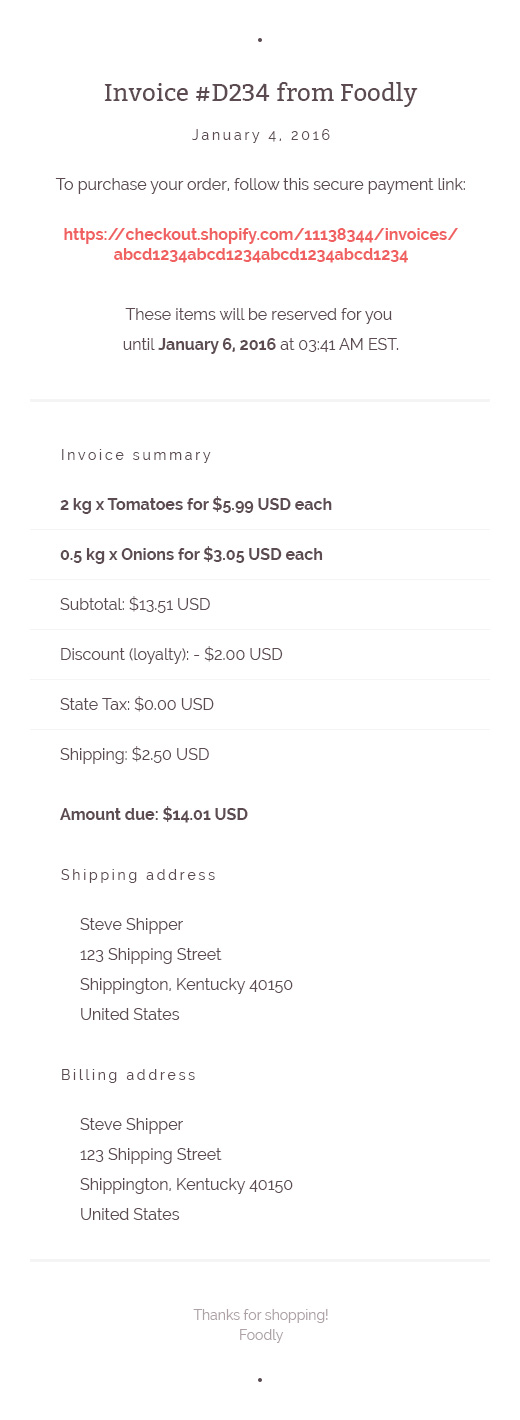 Invoice #D234 from Foodly
January 4, 2016
To purchase your order, follow this secure payment link:
https://checkout.shopify.com/11138344/invoices/
abcd1234abcd1234abcd1234abcd1234
These items will be reserved for you
until January 6, 2016 at 03:41 AM EST.
Invoice summary
2 kg x Tomatoes for $5.99 USD each
0.5 kg x Onions for $3.05 USD each
Subtotal: $13.51 USD
Discount (loyalty): - $2.00 USD
State Tax: $0.00 USD
Shipping: $2.50 USD
Amount due: $14.01 USD
Shipping address
Steve Shipper
123 Shipping Street
Shippington, Kentucky 40150
United States
Billing address
Steve Shipper
123 Shipping Street
Shippington, Kentucky 40150
United States
Thanks for shopping!
Foodly